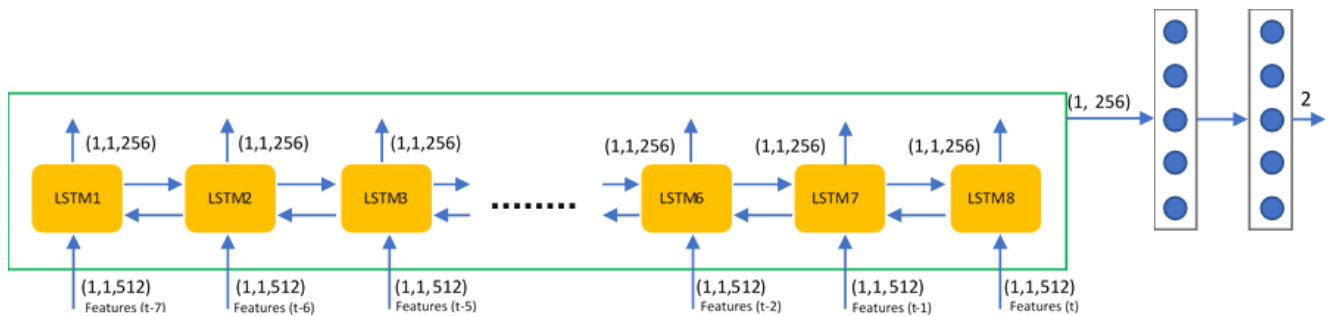 (1, 256)
2
(1,1,256)
(1,1,256)
(1,1,256)
(1,1,256)
(1,1,256)
(1,1,256)
LSTM1
LSTM2
LSTM3
........
LSTM6
LSTM7
LSTM8
(1,1,512)
(1,1,512)
(1,1,512)
(1,1,512)
(1,1,512)
(1,1,512)
Features (t-7)
Features (t-6)
Features (t-5)
Features (t-2)
Features (t-1)
Features (t)